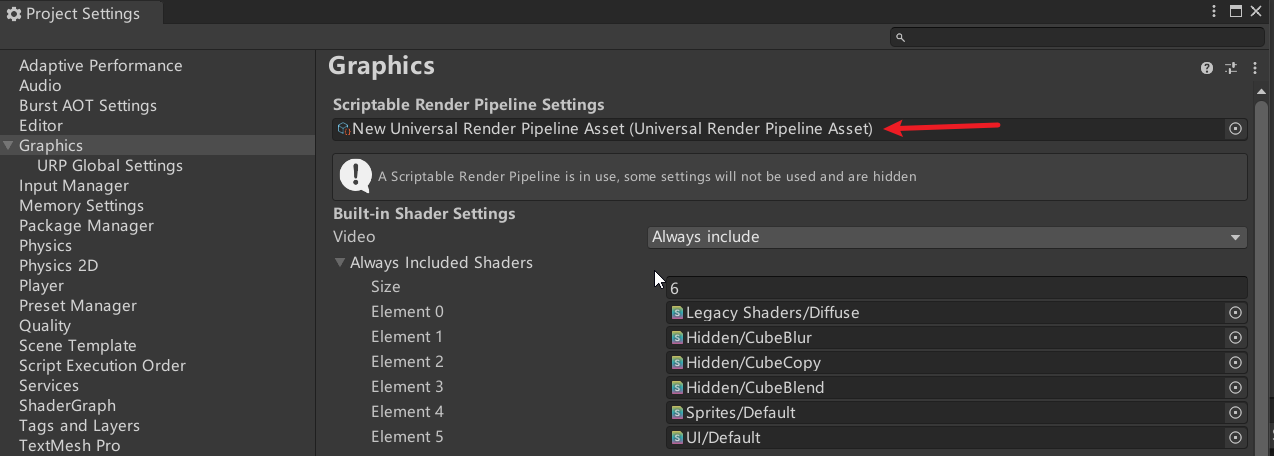 Project Settings
Adaptive Performance
Audio
Burst AOT Settings
Editor
Graphics
URP Global Settings
Input Manager
Memory Settings
Package Manager
Physics
Physics 2D
Player
Preset Manager
Quality
Scene Template
Script Execution Order
Services
ShaderGraph
Tags and Layers
TextMesh Pro
Graphics
Scriptable Render Pipeline Settings
New Universal Render Pipeline Asset (Universal Render Pipeline Asset)
A Scriptable Render Pipeline is in use, some settings will not be used and are hidden
Built-in Shader Settings
Video Always include
Always Included Shaders
Size 6
Element 0 Legacy Shaders/Diffuse
Element 1 Hidden/CubeBlur
Element 2 Hidden/CubeCopy
Element 3 Hidden/CubeBlend
Element 4 Sprites/Default
Element 5 UI/Default